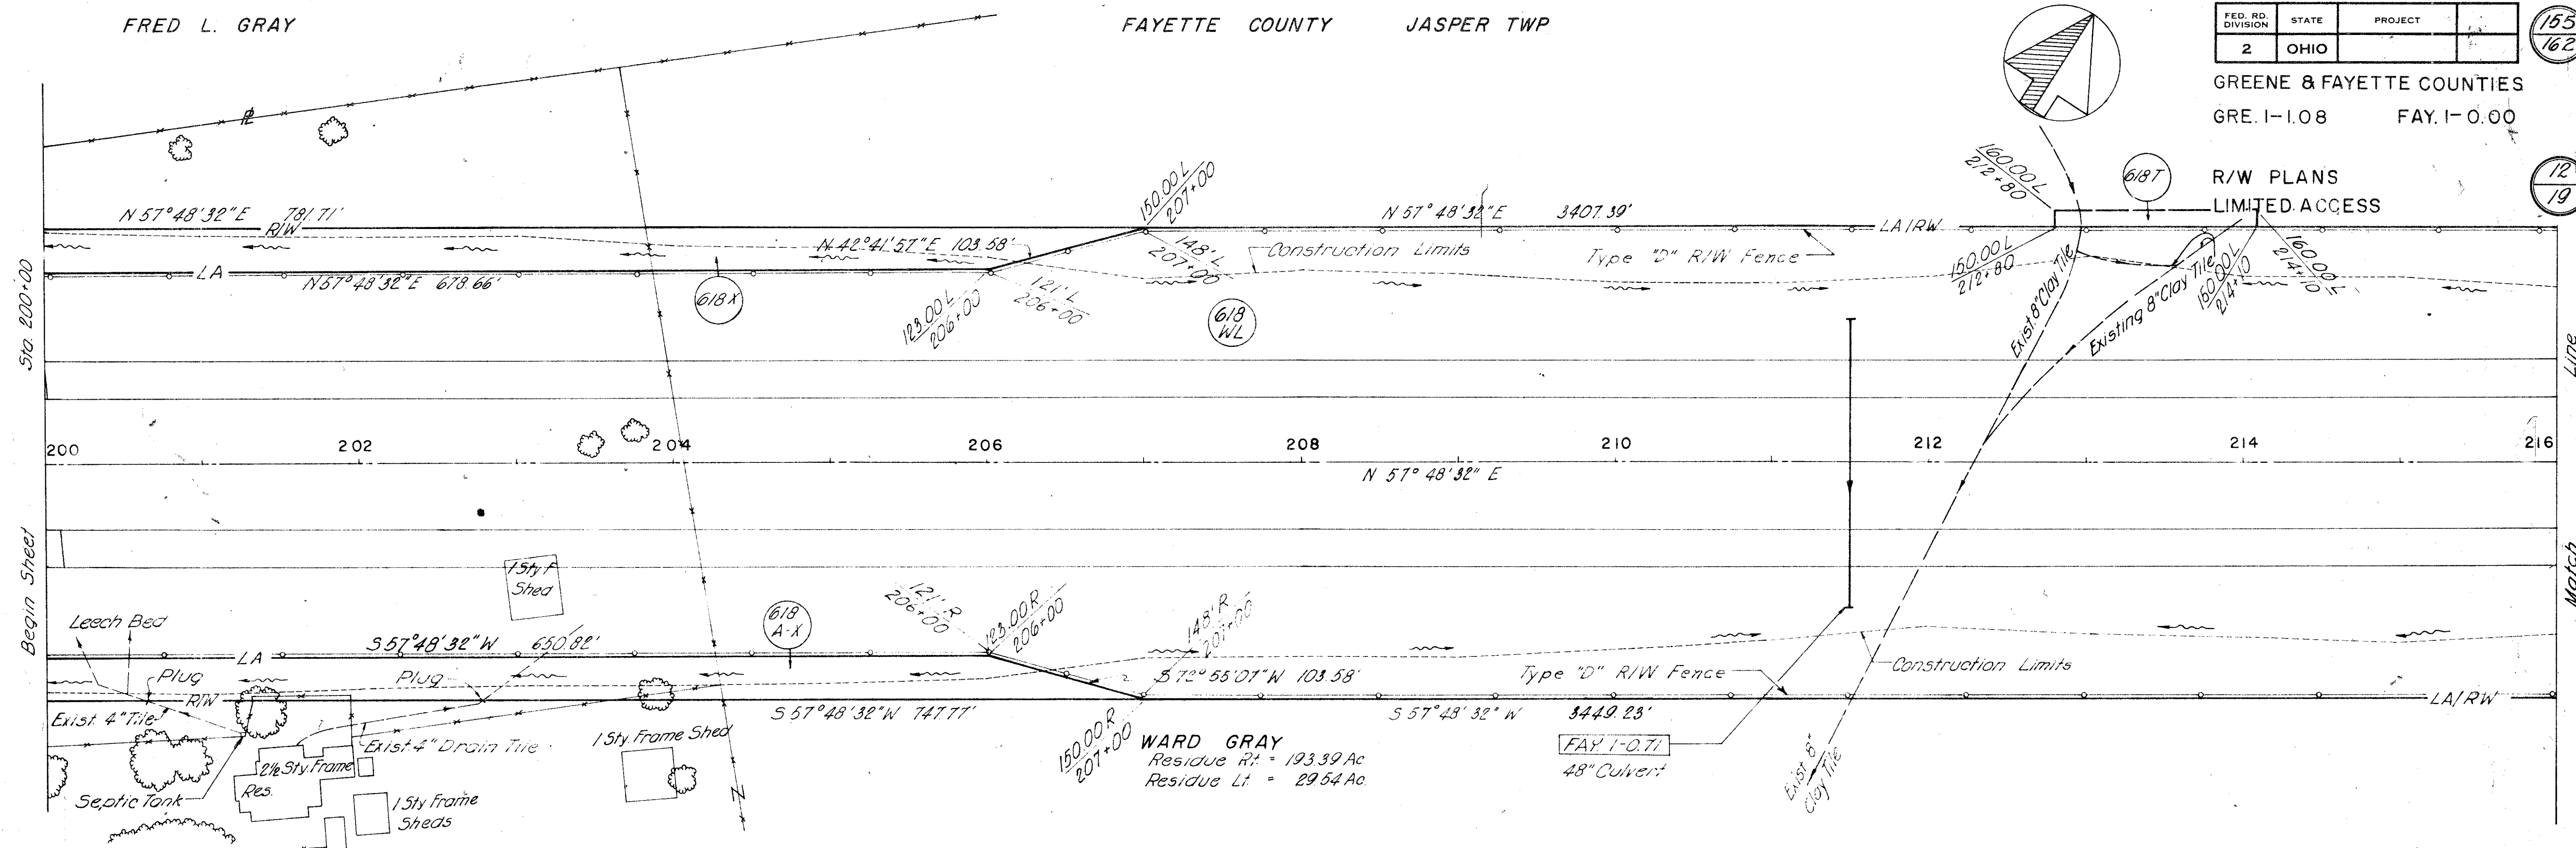 FRED L. GRAY
FAYETTE COUNTY JASPER TWP
FED. RD. DIVISION STATE PROJECT
2 OHIO
155
162
GREENE & FAYETTE COUNTIES
GRE. 1-1.08 FAY. 1-0.00
R/W PLANS
LIMITED ACCESS
12
19
Sta. 200+00
Begin Sheet
PL
N 57° 48' 32" E 781.71'
R/W
LA
N 57° 48' 32" E 678.66'
N 42° 41' 57" E 103.58'
618 X
150.00 L
207+00
148' L
207+00
123.00 L
206+00
121' L
206+00
Construction Limits
618
WL
N 57° 48' 32" E 3407.39'
Type "D" R/W Fence
LA/RW
160.00 L
212+80
150.00 L
212+80
618T
160.00 L
214+10
150.00 L
214+10
Exist. 8" Clay Tile
Existing 8" Clay Tile
Line
Match
200 202 204 206 208 210 212 214 216
N 57° 48' 32" E
1 Sty F
Shed
Leech Bed
S 57° 48' 32" W 650.82'
LA
618
A-X
121' R
206+00
123.00 R
206+00
148' R
207+00
Plug
Plug
R/W
S 72° 55' 07" W 103.58'
Type "D" R/W Fence
Construction Limits
Exist. 4" Tile
S 57° 48' 32" W 747.77'
S 57° 48' 32" W 3449.23'
LA/RW
Exist. 4" Drain Tile
1 Sty. Frame Shed
150.00 R
207+00
WARD GRAY
Residue Rt. = 193.39 Ac.
Residue Lt. = 29.54 Ac.
FAY. 1-0.71
48" Culvert
Exist. 8"
Clay Tile
2½ Sty. Frame
Res.
Septic Tank
1 Sty Frame
Sheds